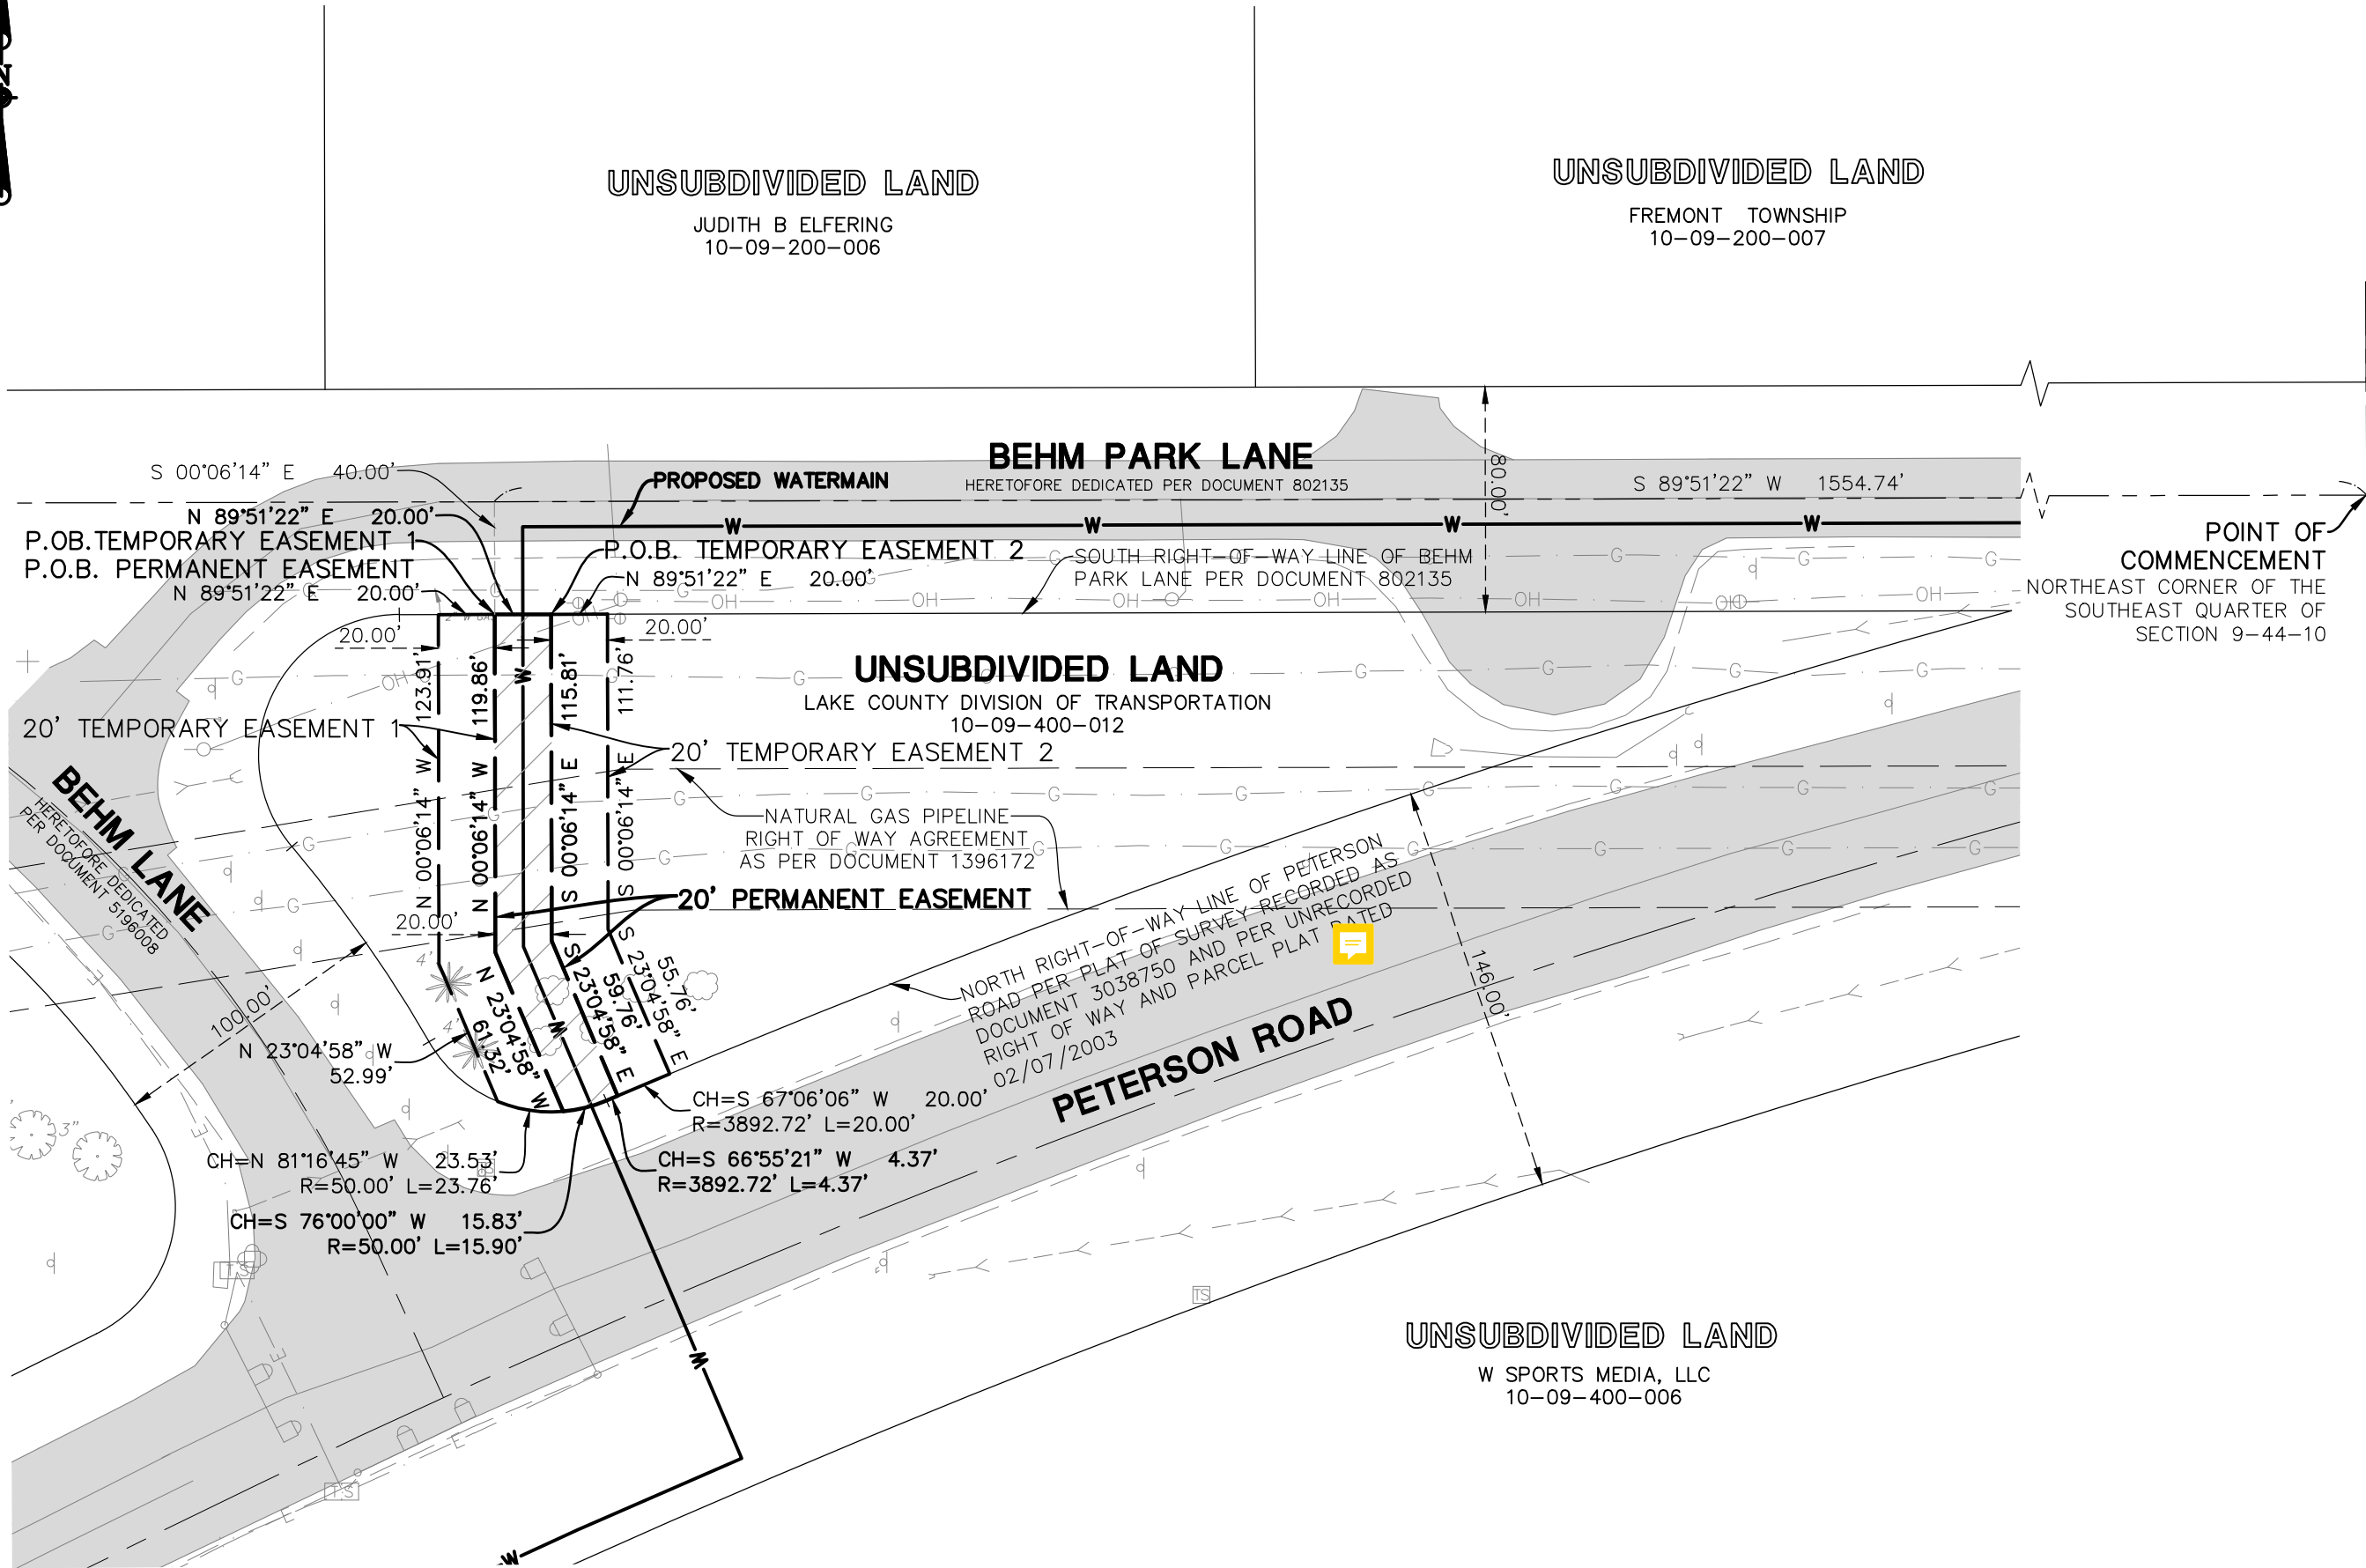 UNSUBDIVIDED LAND
JUDITH B ELFERING
10-09-200-006
UNSUBDIVIDED LAND
FREMONT TOWNSHIP
10-09-200-007
BEHM PARK LANE
HERETOFORE DEDICATED PER DOCUMENT 802135
80.00'
S 89°51'22" W 1554.74'
S 00°06'14" E 40.00'
PROPOSED WATERMAIN
W W W W
N 89°51'22" E 20.00'
P.OB.TEMPORARY EASEMENT 1
P.O.B. PERMANENT EASEMENT
N 89°51'22" E 20.00'
P.O.B. TEMPORARY EASEMENT 2
N 89°51'22" E 20.00'
SOUTH RIGHT-OF-WAY LINE OF BEHM
PARK LANE PER DOCUMENT 802135
POINT OF
COMMENCEMENT
NORTHEAST CORNER OF THE
SOUTHEAST QUARTER OF
SECTION 9-44-10
20.00'
20.00'
UNSUBDIVIDED LAND
LAKE COUNTY DIVISION OF TRANSPORTATION
10-09-400-012
20' TEMPORARY EASEMENT 1
20' TEMPORARY EASEMENT 2
N 00°06'14" W 123.91'
N 00°06'14" W 119.86'
S 00°06'14" E 115.81'
S 00°06'14" E 111.76'
BEHM LANE
HERETOFORE DEDICATED
PER DOCUMENT 5196008
NATURAL GAS PIPELINE
RIGHT OF WAY AGREEMENT
AS PER DOCUMENT 1396172
20' PERMANENT EASEMENT
20.00'
100.00'
N 23°04'58" W
52.99'
N 23°04'58" W
61.32'
S 23°04'58" E
59.76'
S 23°04'58" E
55.76'
NORTH RIGHT-OF-WAY LINE OF PETERSON
ROAD PER PLAT OF SURVEY RECORDED AS
DOCUMENT 3038750 AND PER UNRECORDED
RIGHT OF WAY AND PARCEL PLAT DATED
02/07/2003
146.00'
PETERSON ROAD
CH=S 67°06'06" W 20.00'
R=3892.72' L=20.00'
CH=S 66°55'21" W 4.37'
R=3892.72' L=4.37'
CH=N 81°16'45" W 23.53'
R=50.00' L=23.76'
CH=S 76°00'00" W 15.83'
R=50.00' L=15.90'
3"
TS
UNSUBDIVIDED LAND
W SPORTS MEDIA, LLC
10-09-400-006